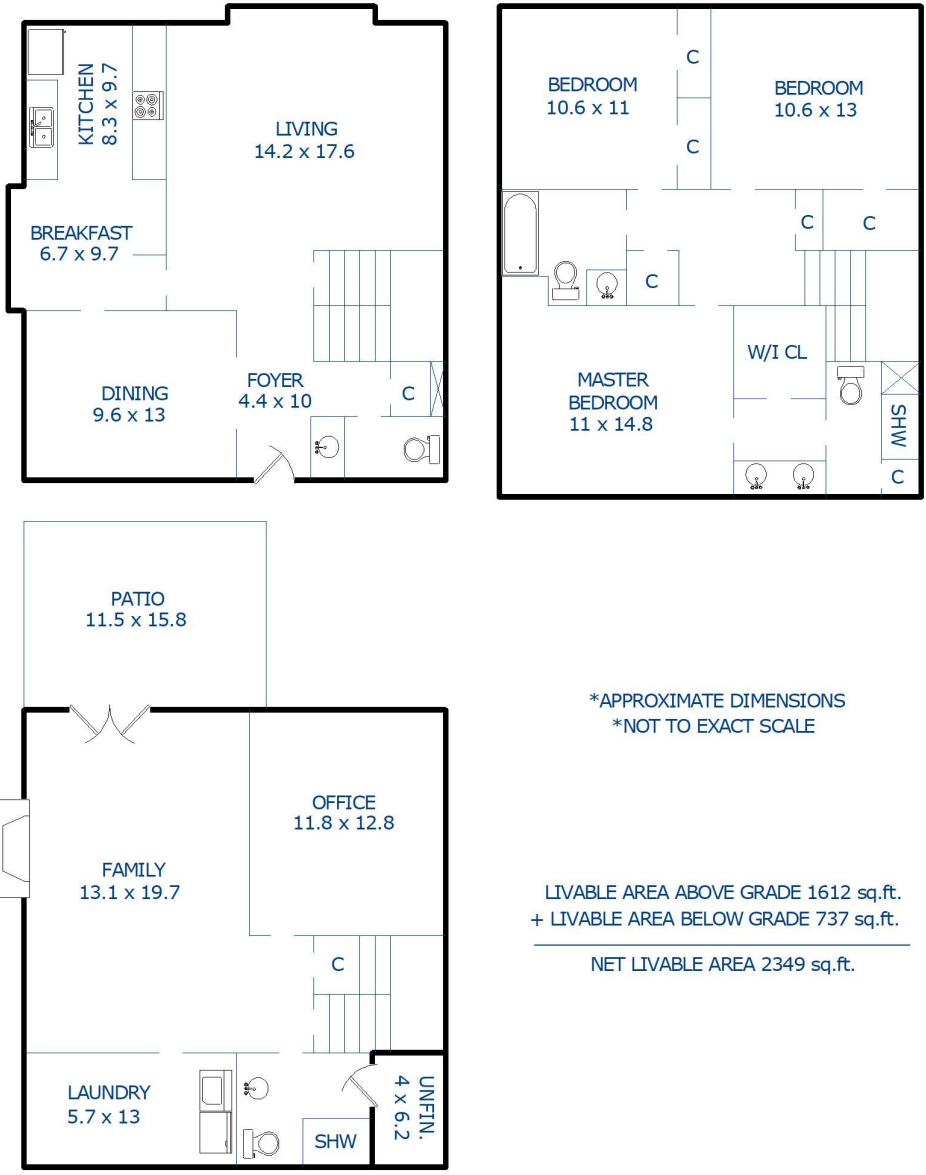 KITCHEN
8.3 x 9.7
LIVING
14.2 x 17.6
BREAKFAST
6.7 x 9.7
DINING
9.6 x 13
FOYER
4.4 x 10
C
BEDROOM
10.6 x 11
C
C
BEDROOM
10.6 x 13
C
C
C
MASTER
BEDROOM
11 x 14.8
W/I CL
SHW
C
PATIO
11.5 x 15.8
OFFICE
11.8 x 12.8
FAMILY
13.1 x 19.7
C
LAUNDRY
5.7 x 13
SHW
UNFIN.
4 x 6.2
*APPROXIMATE DIMENSIONS
*NOT TO EXACT SCALE
LIVABLE AREA ABOVE GRADE 1612 sq.ft.
+ LIVABLE AREA BELOW GRADE 737 sq.ft.
NET LIVABLE AREA 2349 sq.ft.